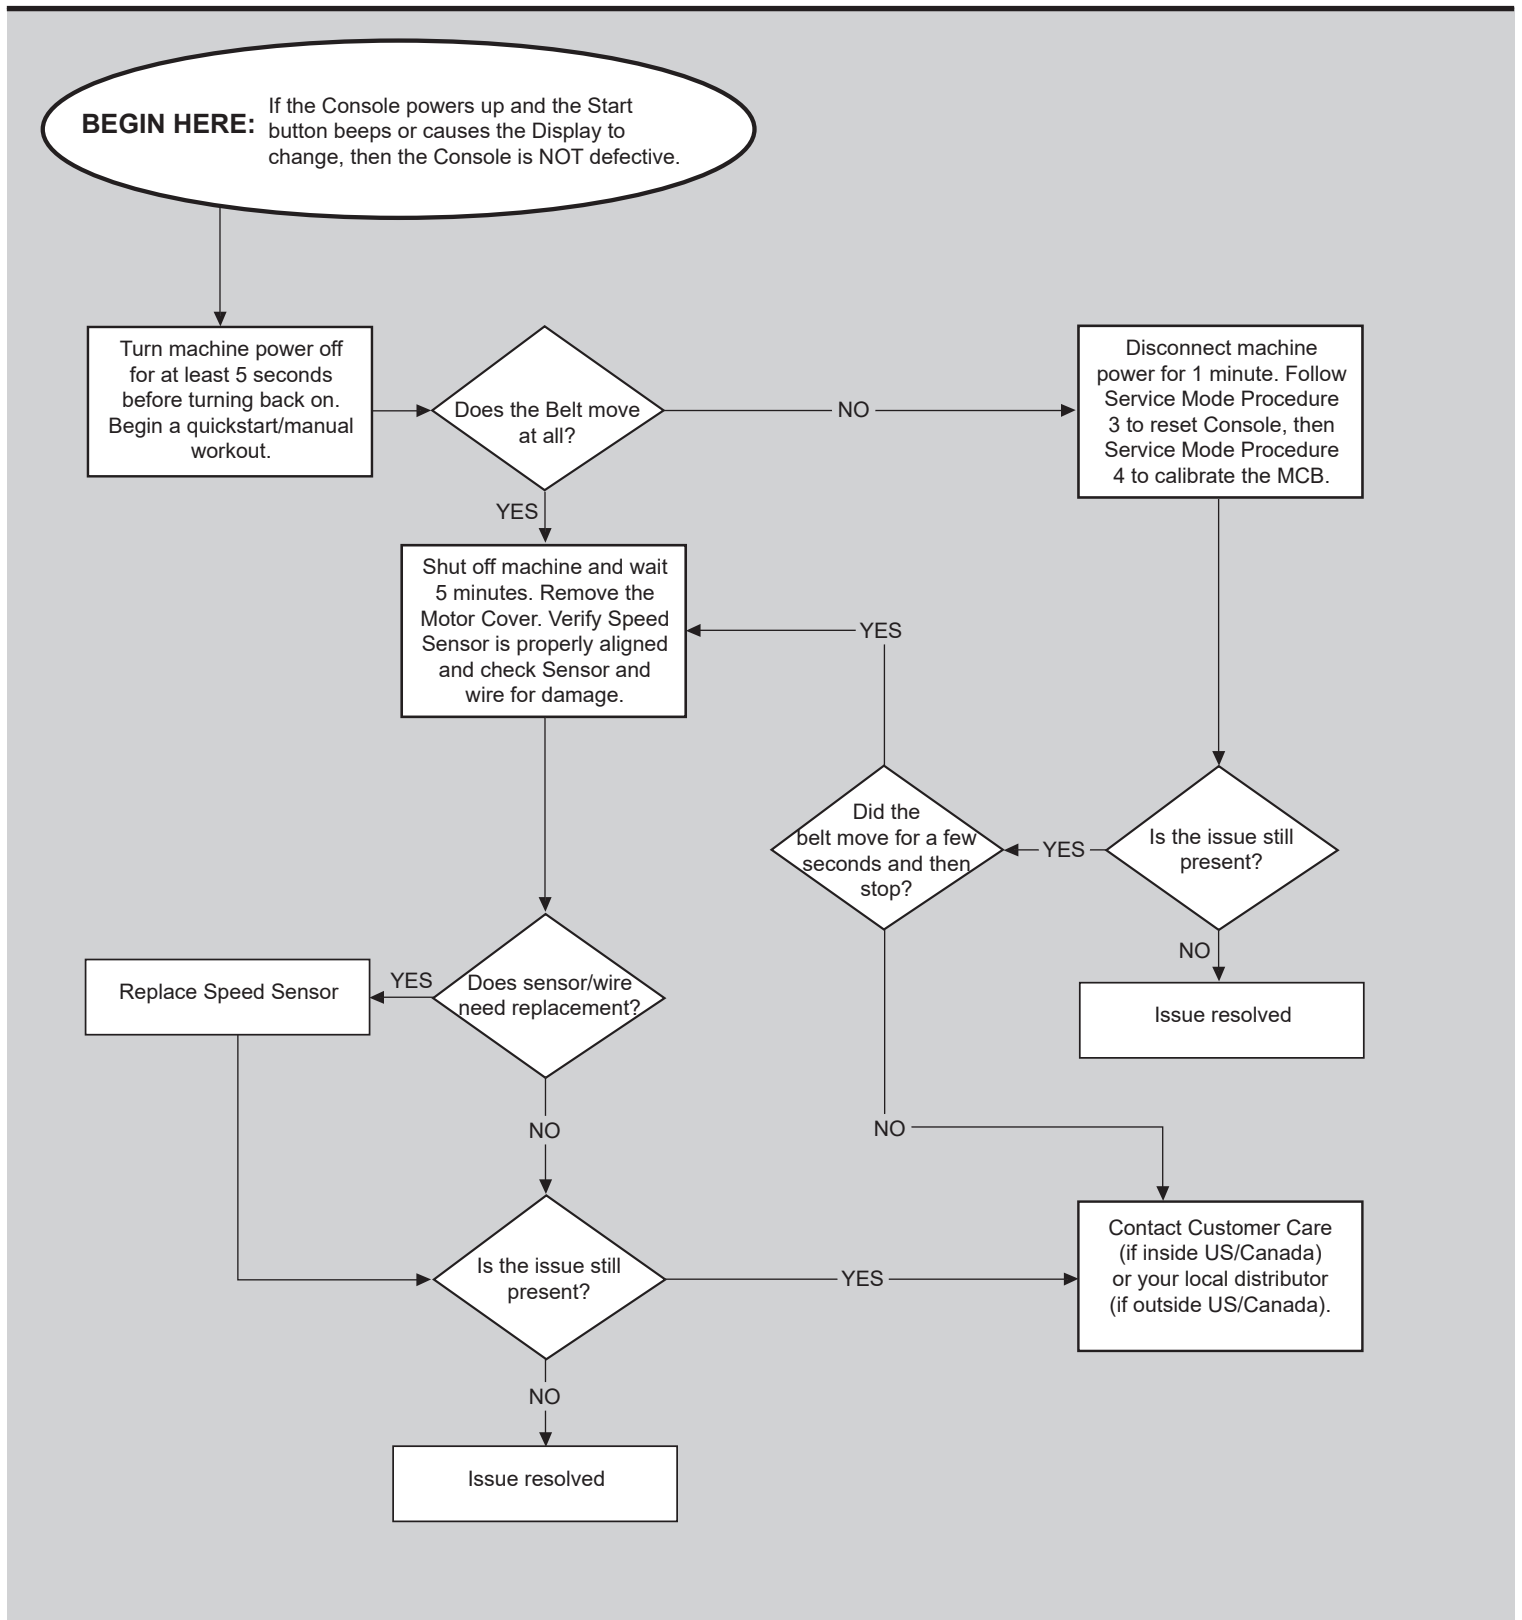 BEGIN HERE:
If the Console powers up and the Start
button beeps or causes the Display to
change, then the Console is NOT defective.
Turn machine power off
for at least 5 seconds
before turning back on.
Begin a quickstart/manual
workout.
Does the Belt move
at all?
NO
Disconnect machine
power for 1 minute. Follow
Service Mode Procedure
3 to reset Console, then
Service Mode Procedure
4 to calibrate the MCB.
YES
Shut off machine and wait
5 minutes. Remove the
Motor Cover. Verify Speed
Sensor is properly aligned
and check Sensor and
wire for damage.
YES
Did the
belt move for a few
seconds and then
stop?
YES
Is the issue still
present?
NO
Issue resolved
Replace Speed Sensor
YES
Does sensor/wire
need replacement?
NO
NO
Is the issue still
present?
YES
Contact Customer Care
(if inside US/Canada)
or your local distributor
(if outside US/Canada).
NO
Issue resolved